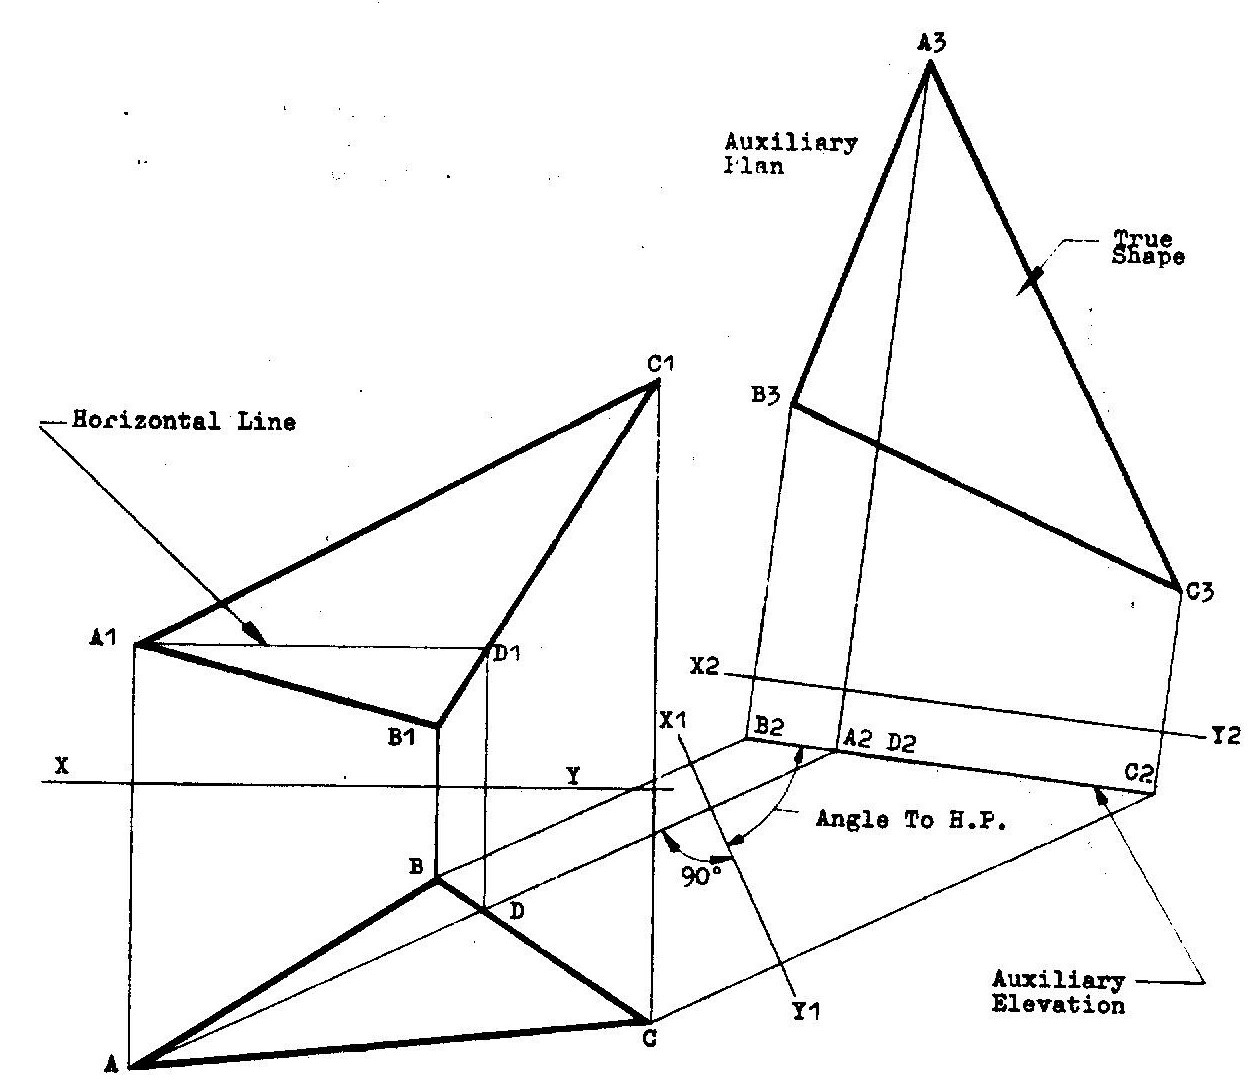 A3
Auxiliary
Plan
True
Shape
C1
B3
Horizontal Line
C3
A1
D1
X2
B1
X1
B2
A2 D2
Y2
X
Y
C2
Angle To H.P.
B
90°
D
Auxiliary
Elevation
Y1
C
A